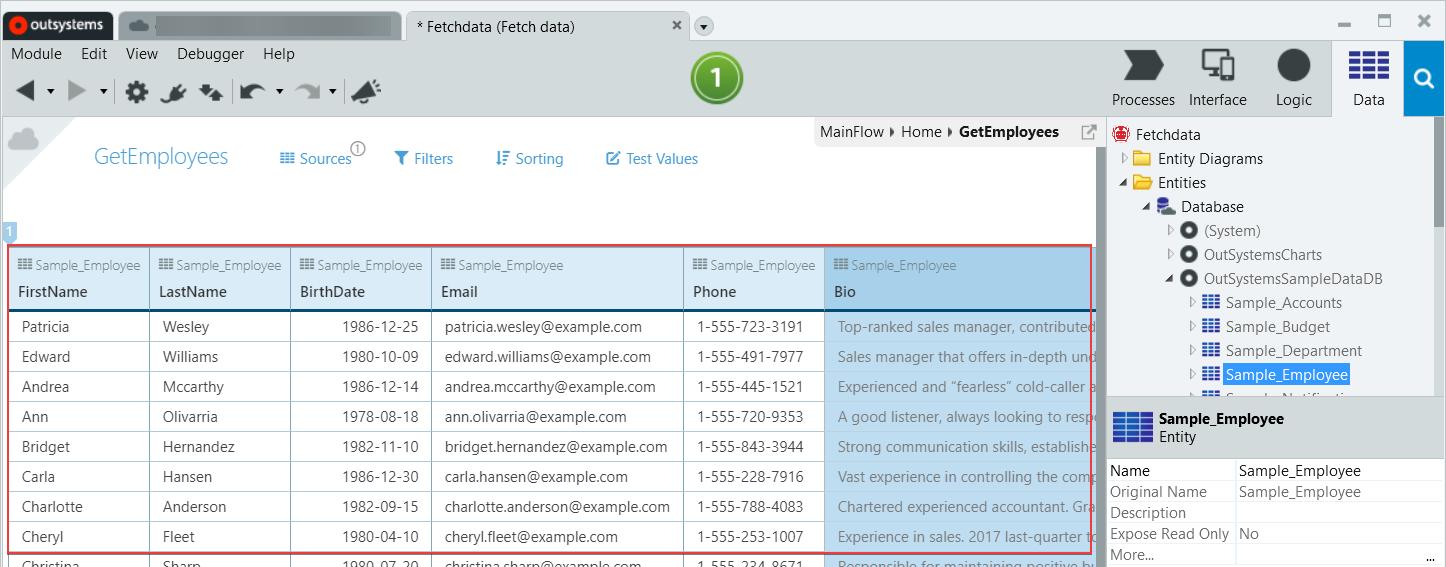 outsystems
* Fetchdata (Fetch data)
Module Edit View Debugger Help
1
Processes Interface Logic Data
MainFlow Home GetEmployees
GetEmployees Sources 1 Filters Sorting Test Values
1
Sample_Employee Sample_Employee Sample_Employee Sample_Employee Sample_Employee Sample_Employee
FirstName LastName BirthDate Email Phone Bio
Patricia Wesley 1986-12-25 patricia.wesley@example.com 1-555-723-3191 Top-ranked sales manager, contributed
Edward Williams 1980-10-09 edward.williams@example.com 1-555-491-7977 Sales manager that offers in-depth und
Andrea Mccarthy 1986-12-14 andrea.mccarthy@example.com 1-555-445-1521 Experienced and “fearless” cold-caller a
Ann Olivarria 1978-08-18 ann.olivarria@example.com 1-555-720-9353 A good listener, always looking to resp
Bridget Hernandez 1982-11-10 bridget.hernandez@example.com 1-555-843-3944 Strong communication skills, establishe
Carla Hansen 1986-12-30 carla.hansen@example.com 1-555-228-7916 Vast experience in controlling the comp
Charlotte Anderson 1982-09-15 charlotte.anderson@example.com 1-555-788-4083 Chartered experienced accountant. Gra
Cheryl Fleet 1980-04-10 cheryl.fleet@example.com 1-555-253-1007 Experience in sales. 2017 last-quarter to
Christina Sharp 1980-07-20 christina.sharp@example.com 1-555-234-8671 Responsible for maintaining positive bu
Fetchdata
Entity Diagrams
Entities
Database
(System)
OutSystemsCharts
OutSystemsSampleDataDB
Sample_Accounts
Sample_Budget
Sample_Department
Sample_Employee
Sample_Employee
Entity
Name Sample_Employee
Original Name Sample_Employee
Description
Expose Read Only No
More... ...